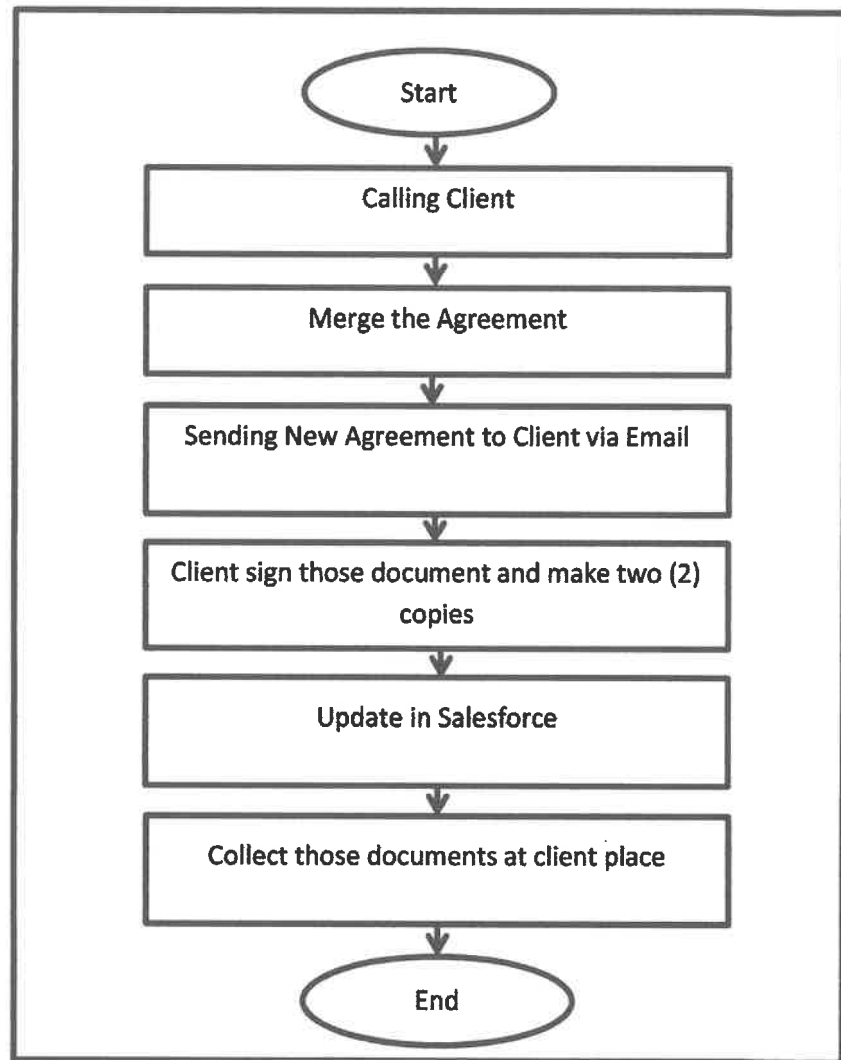 Start
Calling Client
Merge the Agreement
Sending New Agreement to Client via Email
Client sign those document and make two (2)
copies
Update in Salesforce
Collect those documents at client place
End